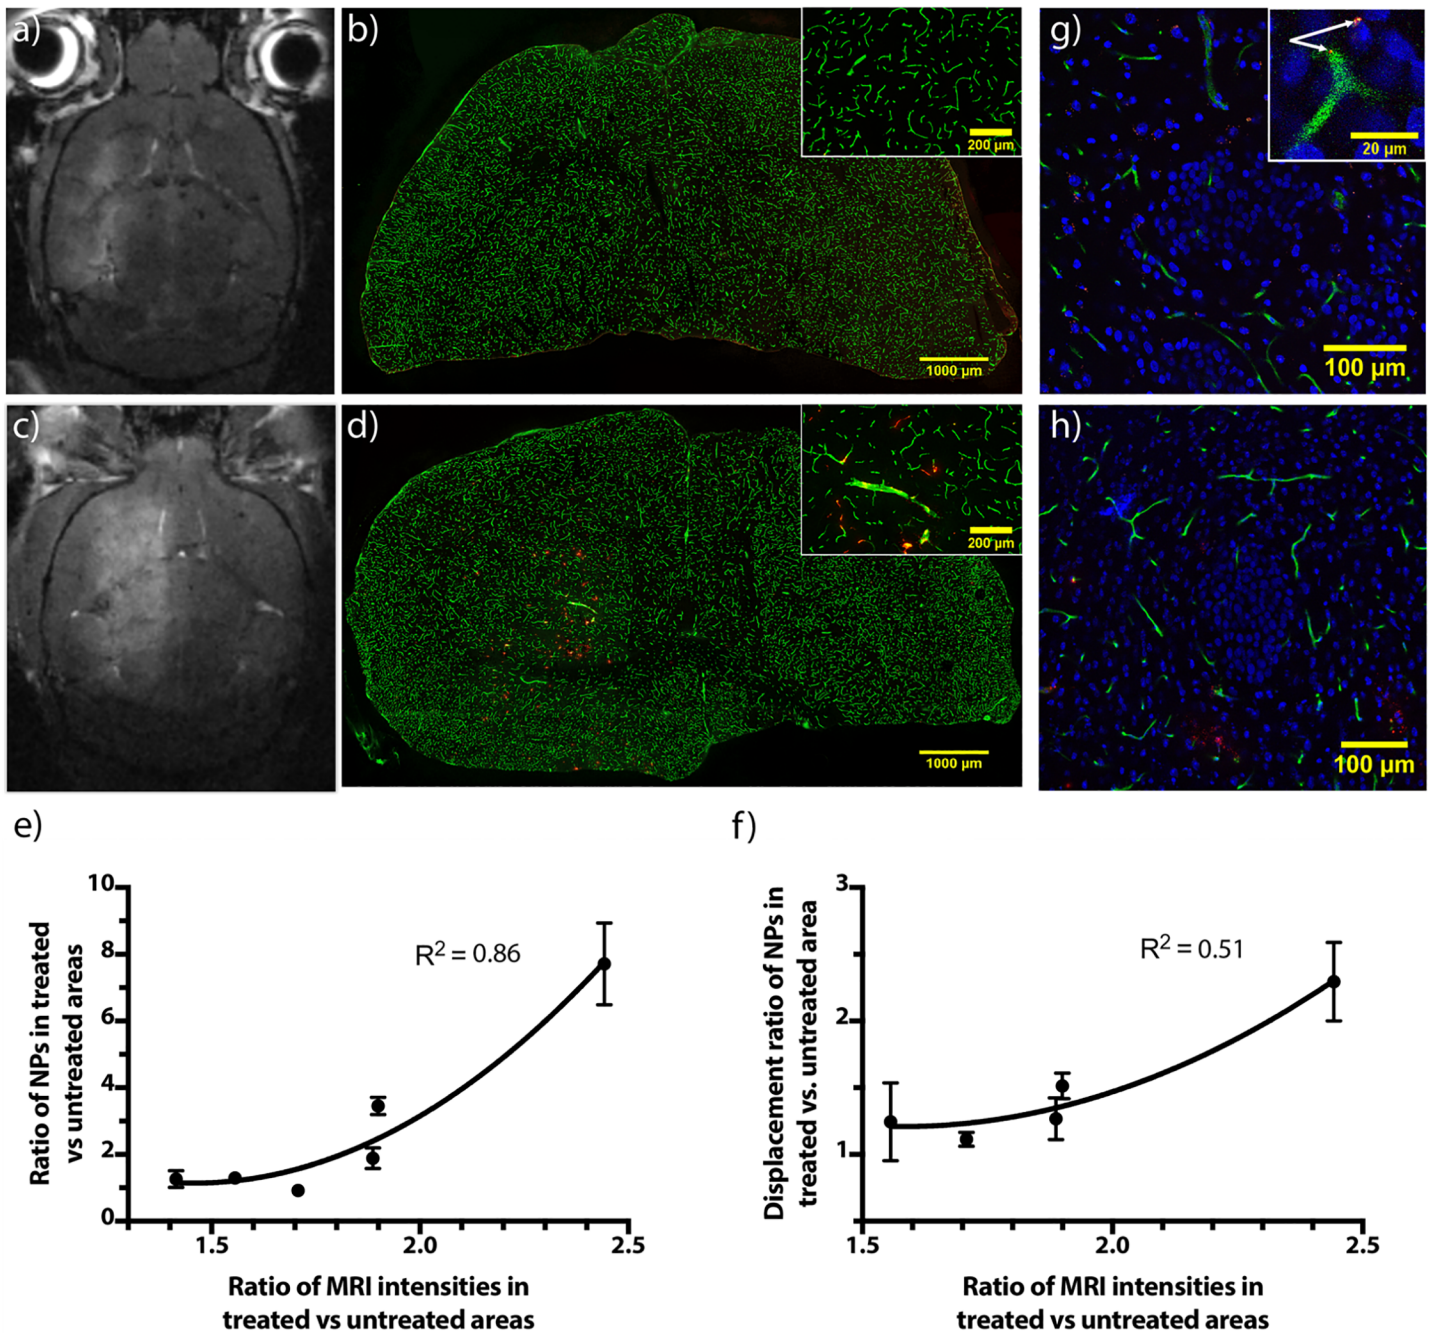 a)
b)
200 µm
1000 µm
g)
20 µm
100 µm
c)
d)
200 µm
1000 µm
h)
100 µm
e)
Ratio of NPs in treated
vs untreated areas
10
8
6
4
2
0
R² = 0.86
1.5
2.0
2.5
Ratio of MRI intensities in
treated vs untreated areas
f)
Displacement ratio of NPs in
treated vs. untreated area
3
2
1
R² = 0.51
1.5
2.0
2.5
Ratio of MRI intensities in
treated vs untreated areas